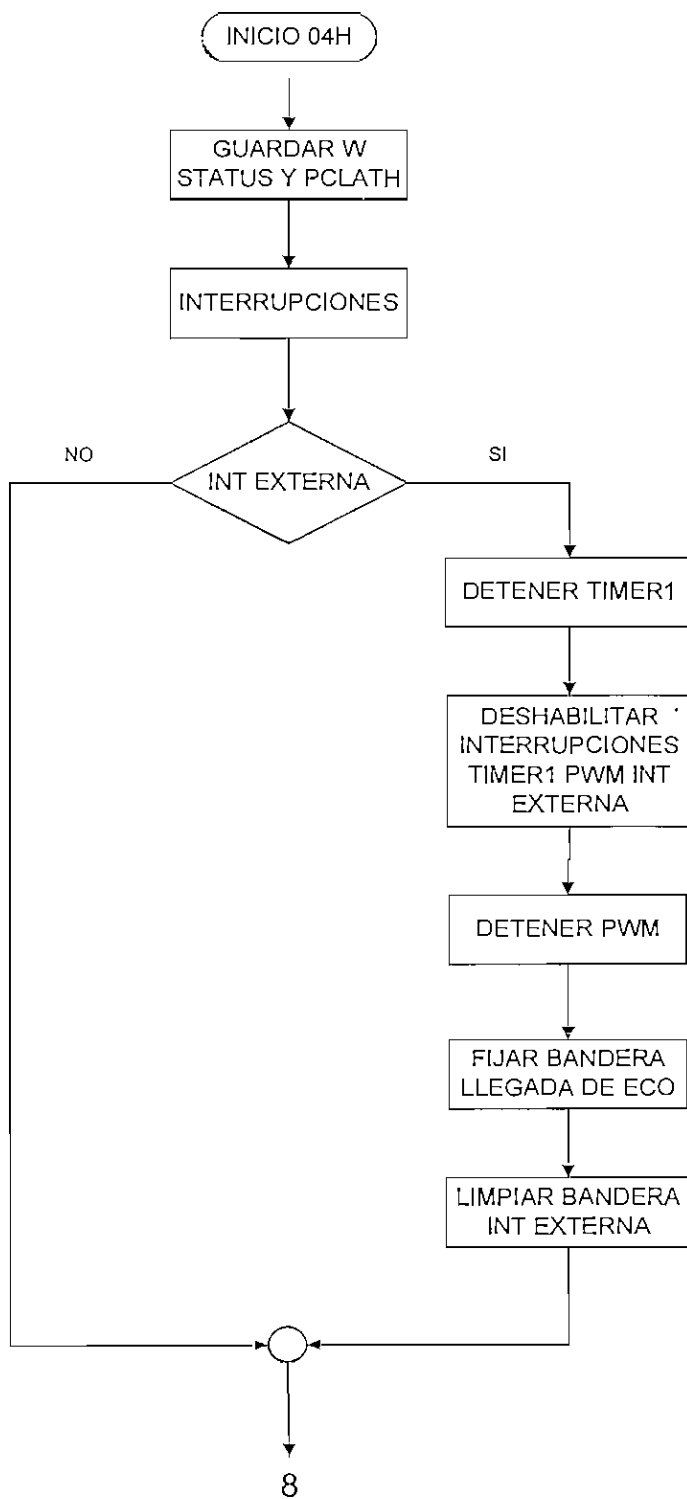 INICIO 04H
GUARDAR W
STATUS Y PCLATH
INTERRUPCIONES
INT EXTERNA
NO
SI
DETENER TIMER1
DESHABILITAR
INTERRUPCIONES
TIMER1 PWM INT
EXTERNA
DETENER PWM
FIJAR BANDERA
LLEGADA DE ECO
LIMPIAR BANDERA
INT EXTERNA
8